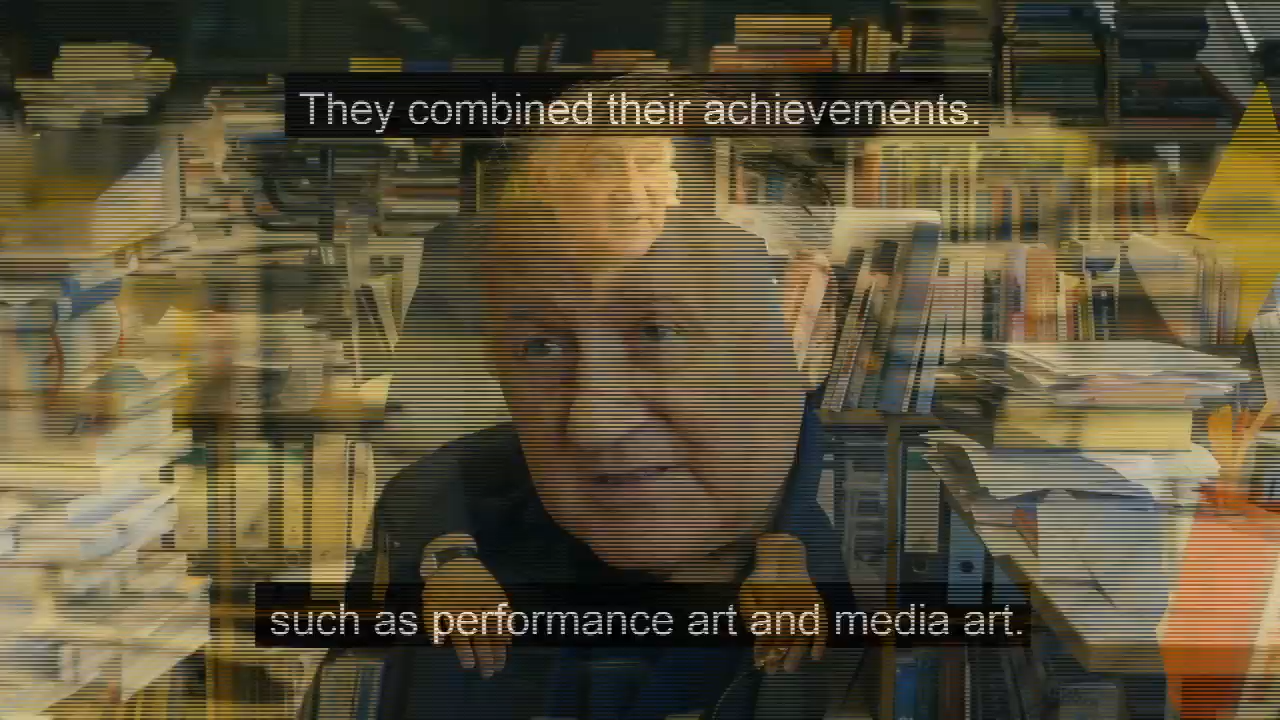 They combined their achievements.
such as performance art and media art.